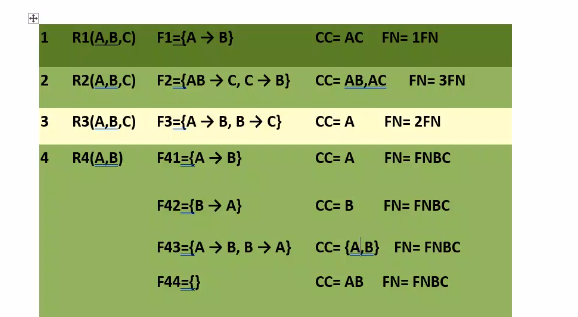 1 R1(A,B,C) F1={A → B} CC= AC FN= 1FN
2 R2(A,B,C) F2={AB → C, C → B} CC= AB,AC FN= 3FN
3 R3(A,B,C) F3={A → B, B → C} CC= A FN= 2FN
4 R4(A,B) F41={A → B} CC= A FN= FNBC
F42={B → A} CC= B FN= FNBC
F43={A → B, B → A} CC= {A,B} FN= FNBC
F44={} CC= AB FN= FNBC